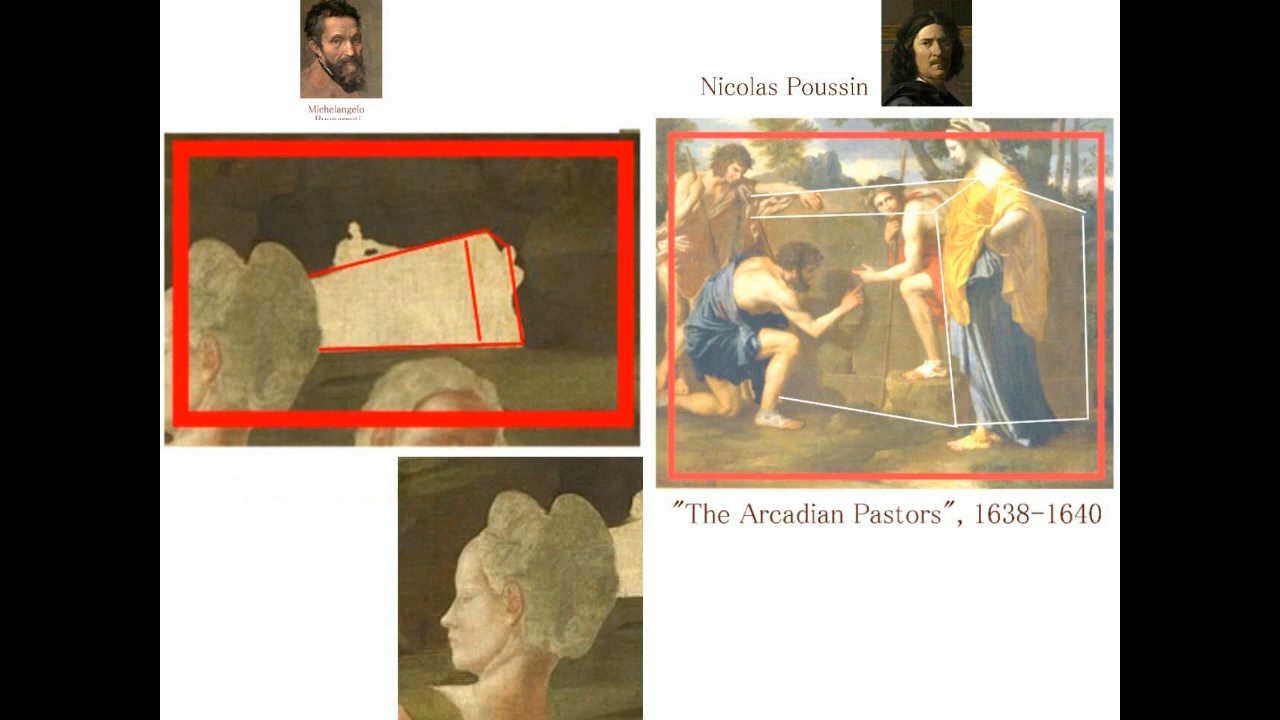 Michelangelo
Nicolas Poussin
"The Arcadian Pastors", 1638-1640